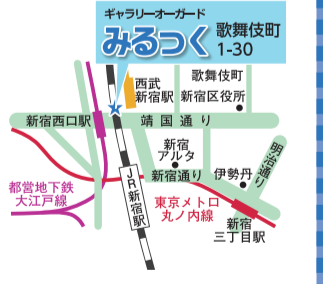 ギャラリーオーガード
みるつく
歌舞伎町
1-30
西武
新宿駅
歌舞伎町
新宿区役所
新宿西口駅
靖国通り
新宿
アルタ
伊勢丹
明治通り
新宿通り
都営地下鉄
大江戸線
JR新宿駅
東京メトロ
丸ノ内線
新宿
三丁目駅